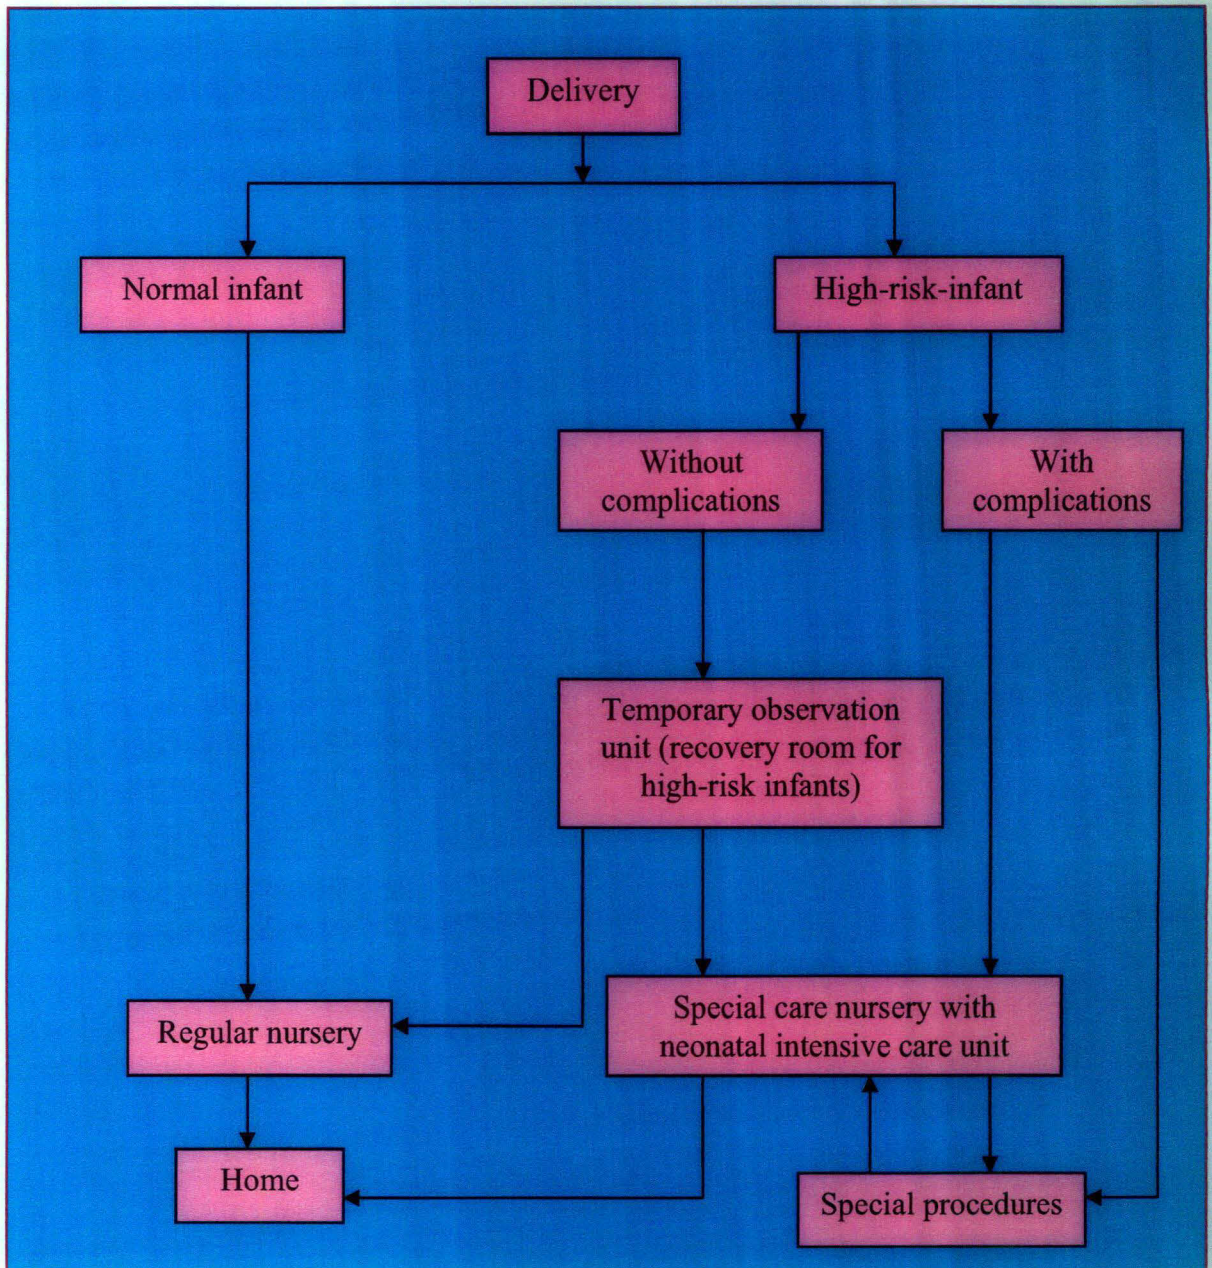 Delivery
Normal infant
High-risk-infant
Without
complications
With
complications
Temporary observation
unit (recovery room for
high-risk infants)
Regular nursery
Special care nursery with
neonatal intensive care unit
Home
Special procedures